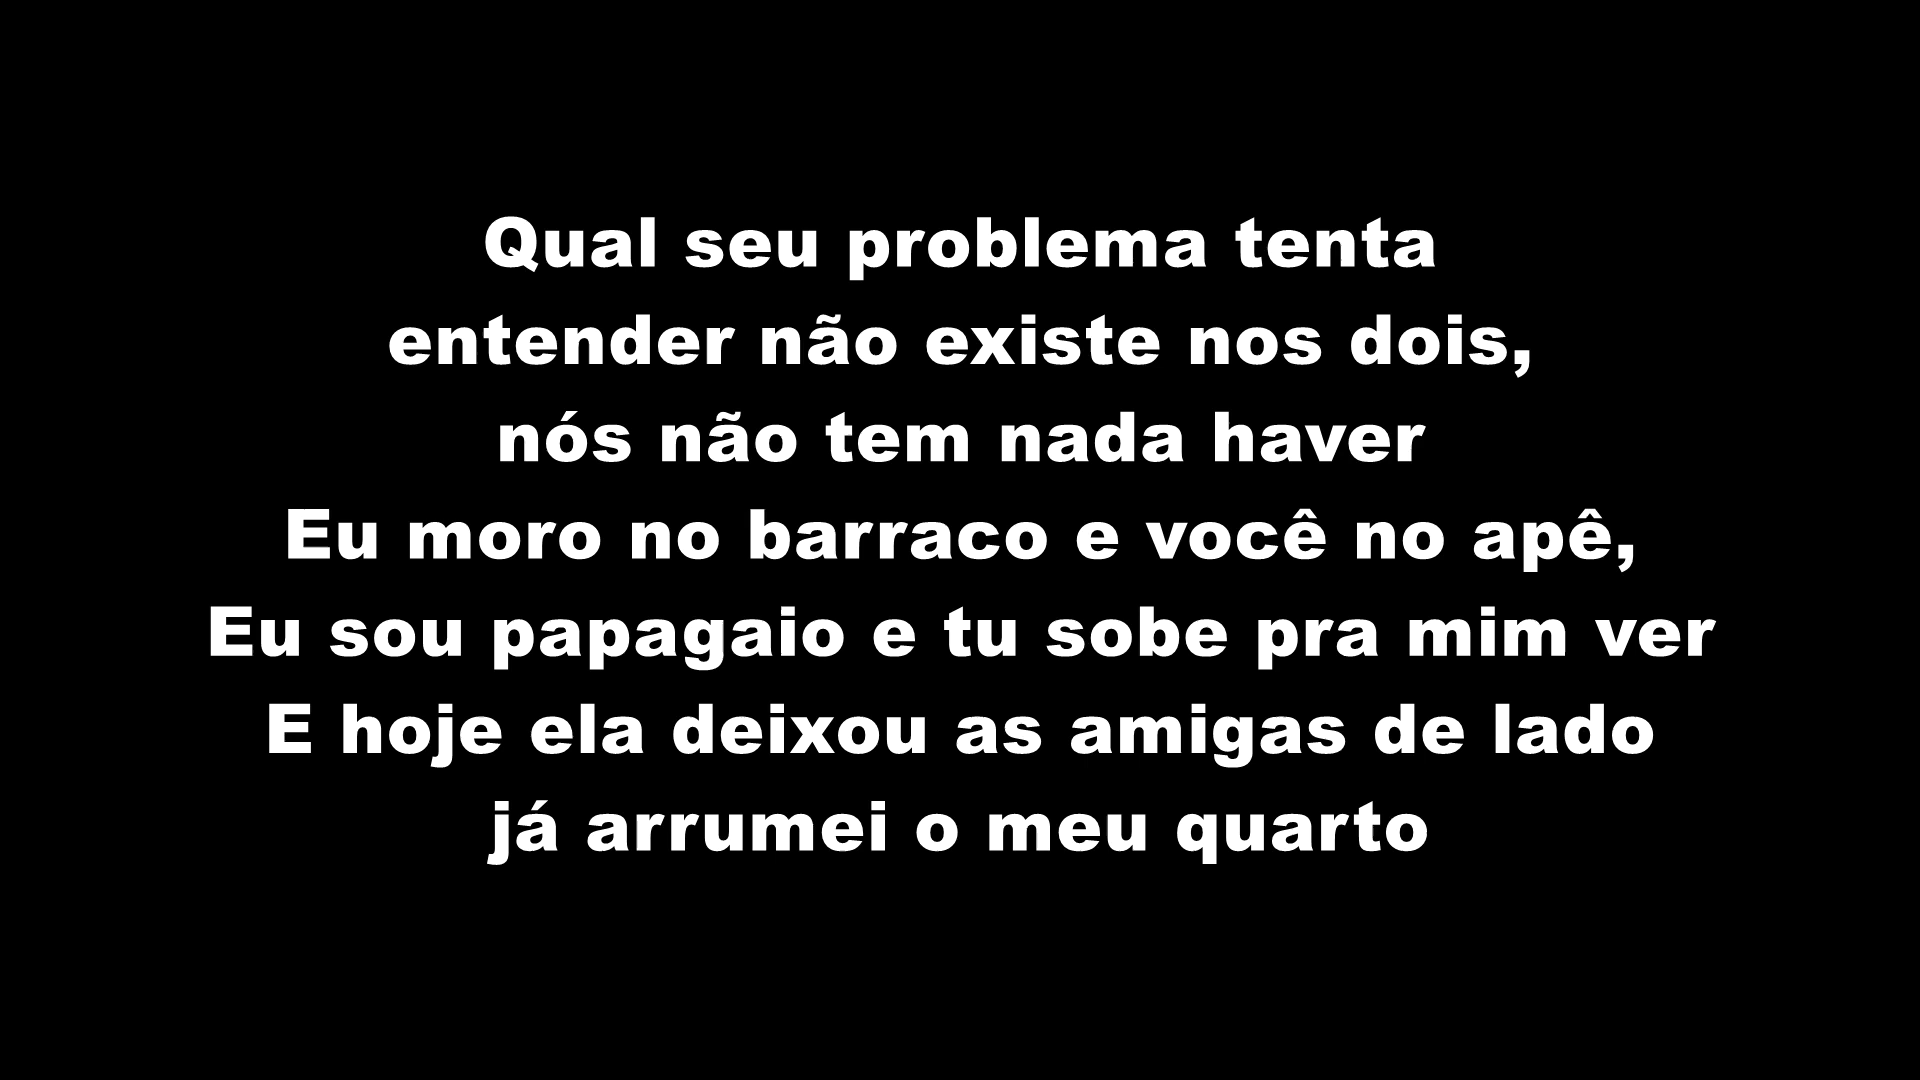 Qual seu problema tenta
entender não existe nos dois,
nós não tem nada haver
Eu moro no barraco e você no apê,
Eu sou papagaio e tu sobe pra mim ver
E hoje ela deixou as amigas de lado
já arrumei o meu quarto